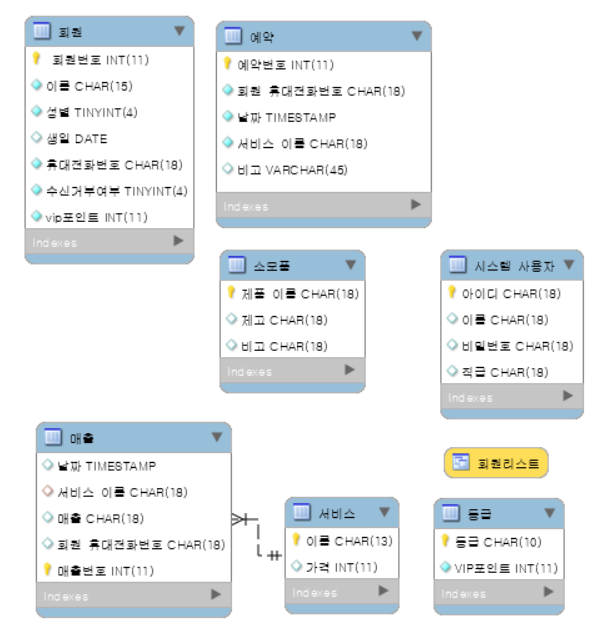 회원
회원번호 INT(11)
이름 CHAR(15)
성별 TINYINT(4)
생일 DATE
휴대전화번호 CHAR(18)
수신거부여부 TINYINT(4)
vip포인트 INT(11)
Indexes
예약
예약번호 INT(11)
회원 휴대전화번호 CHAR(18)
날짜 TIMESTAMP
서비스 이름 CHAR(18)
비고 VARCHAR(45)
Indexes
소모품
제품 이름 CHAR(18)
재고 CHAR(18)
비고 CHAR(18)
Indexes
시스템 사용자
아이디 CHAR(18)
이름 CHAR(18)
비밀번호 CHAR(18)
직급 CHAR(18)
Indexes
매출
날짜 TIMESTAMP
서비스 이름 CHAR(18)
매출 CHAR(18)
회원 휴대전화번호 CHAR(18)
매출번호 INT(11)
Indexes
회원리스트
서비스
이름 CHAR(13)
가격 INT(11)
Indexes
등급
등급 CHAR(10)
VIP포인트 INT(11)
Indexes